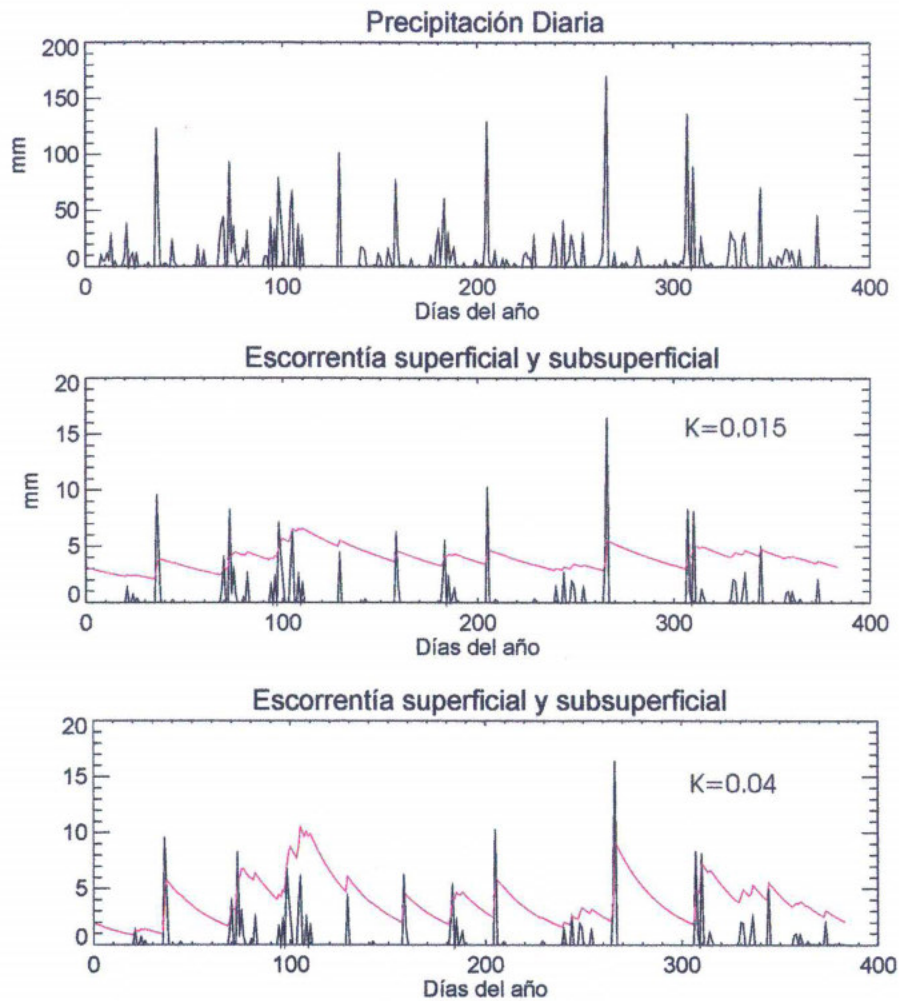 Precipitación Diaria
200
150
100
50
0
mm
0 100 200 300 400
Días del año
Escorrentía superficial y subsuperficial
20
15
10
5
0
mm
K=0.015
0 100 200 300 400
Días del año
Escorrentía superficial y subsuperficial
20
15
10
5
0
K=0.04
0 100 200 300 400
Días del año